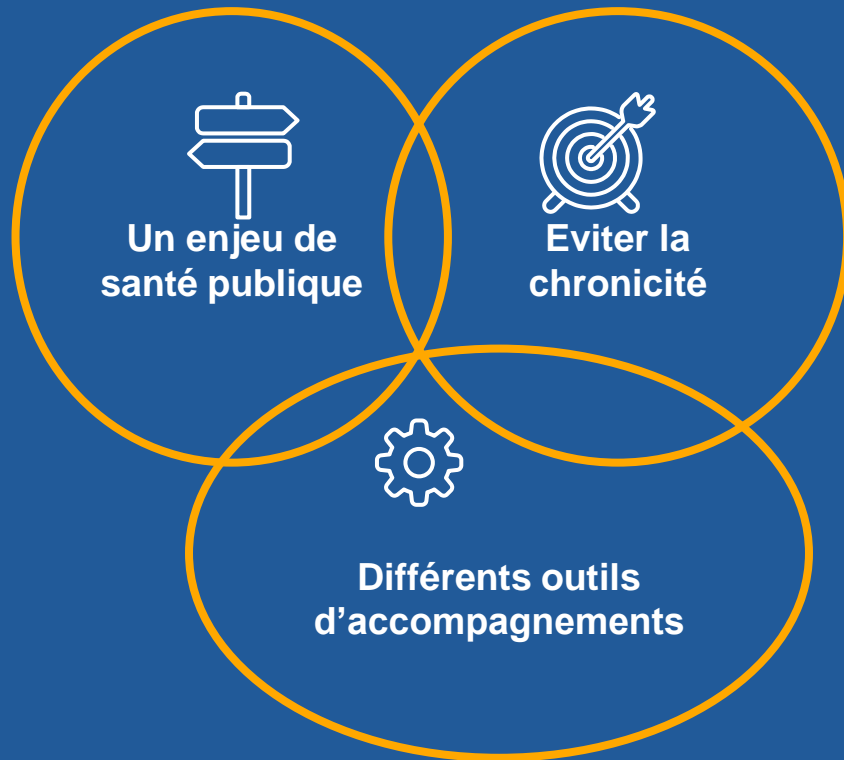 Un enjeu de
santé publique
Eviter la
chronicité
Différents outils
d’accompagnements